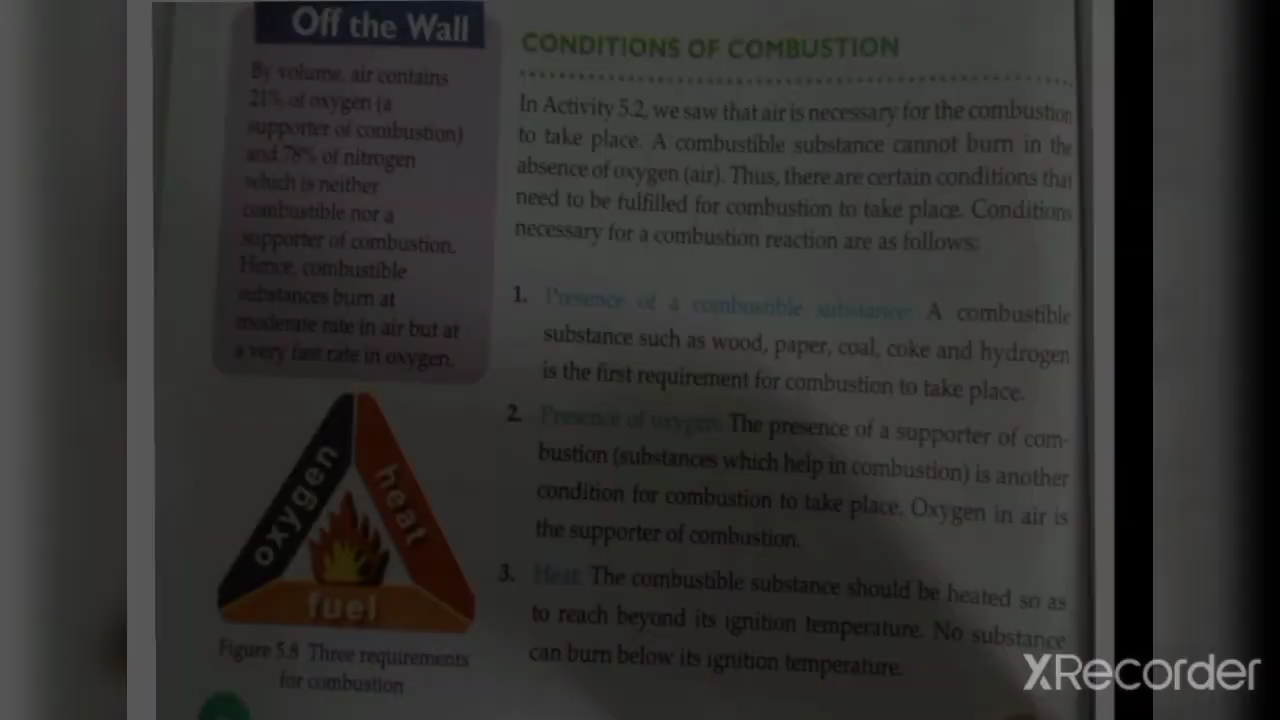 Off the Wall
By volume, air contains
21% of oxygen (a
supporter of combustion)
and 78% of nitrogen
which is neither
combustible nor a
supporter of combustion.
Hence, combustible
substances burn at
moderate rate in air but at
a very fast rate in oxygen.
oxygen
heat
fuel
Figure 5.8 Three requirements
for combustion
CONDITIONS OF COMBUSTION
In Activity 5.2, we saw that air is necessary for the combustion
to take place. A combustible substance cannot burn in the
absence of oxygen (air). Thus, there are certain conditions that
need to be fulfilled for combustion to take place. Conditions
necessary for a combustion reaction are as follows:
1. Presence of a combustible substance: A combustible
substance such as wood, paper, coal, coke and hydrogen
is the first requirement for combustion to take place.
2. Presence of oxygen: The presence of a supporter of com-
bustion (substances which help in combustion) is another
condition for combustion to take place. Oxygen in air is
the supporter of combustion.
3. Heat: The combustible substance should be heated so as
to reach beyond its ignition temperature. No substance
can burn below its ignition temperature.
XRecorder